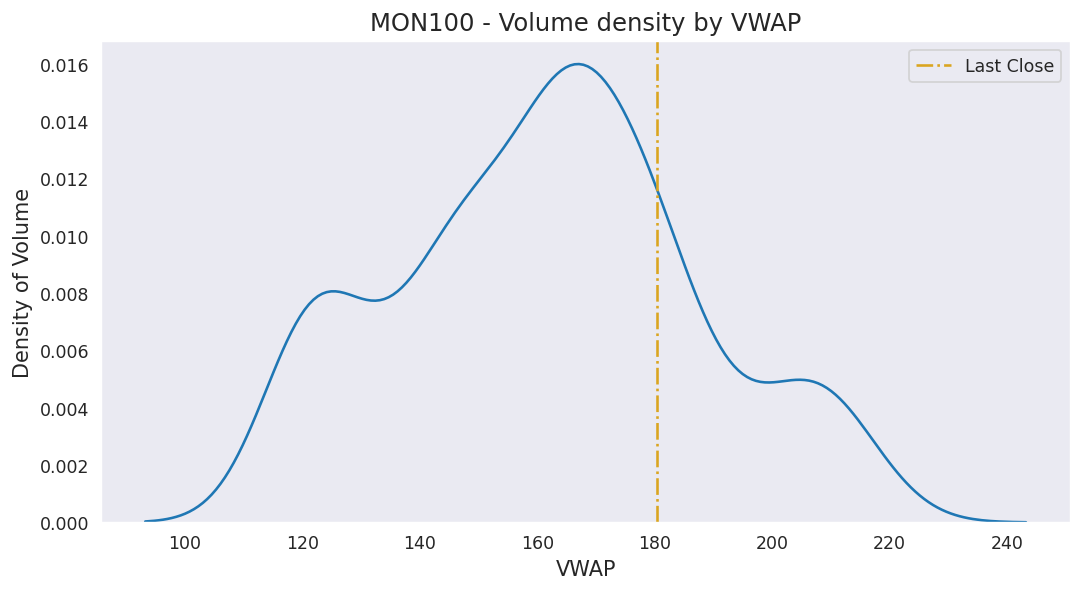 MON100 - Volume density by VWAP
Last Close
Density of Volume
0.016
0.014
0.012
0.010
0.008
0.006
0.004
0.002
0.000
100 120 140 160 180 200 220 240
VWAP